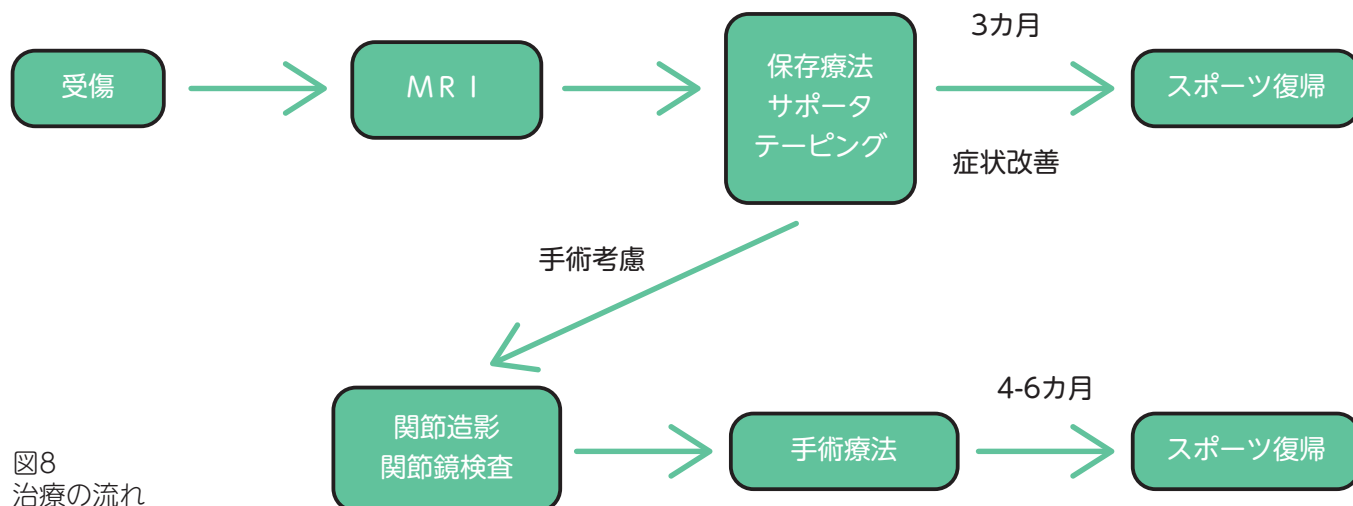 受傷
MRI
保存療法
サポータ
テーピング
3カ月
症状改善
スポーツ復帰
手術考慮
関節造影
関節鏡検査
手術療法
4-6カ月
スポーツ復帰
図8
治療の流れ